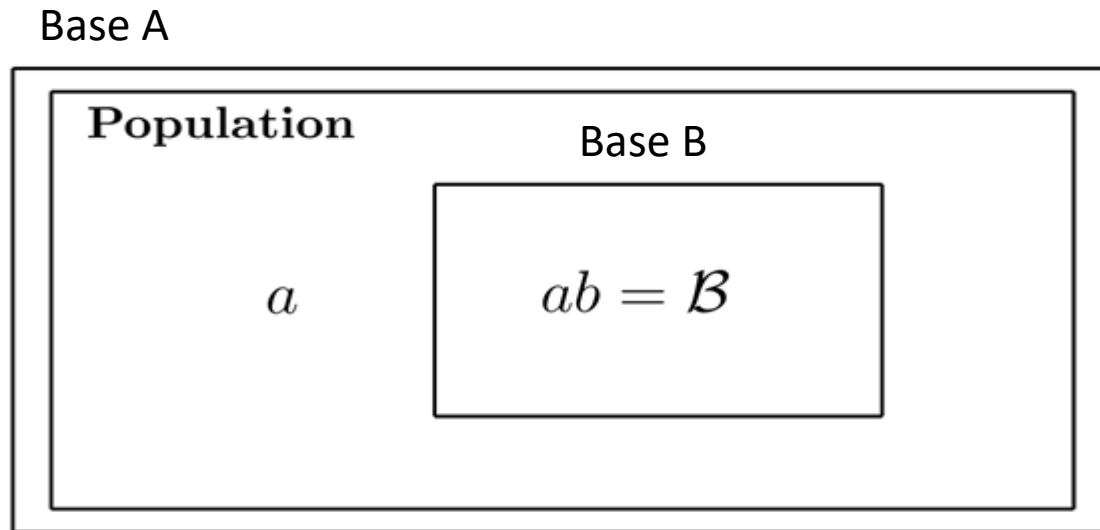 Base A
Population
Base B
a
ab = ℬ